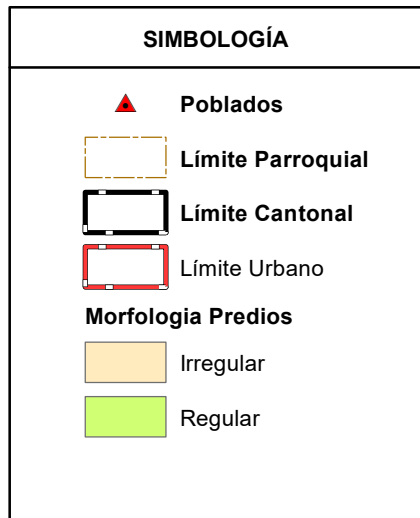 SIMBOLOGÍA
Poblados
Límite Parroquial
Límite Cantonal
Límite Urbano
Morfologia Predios
Irregular
Regular